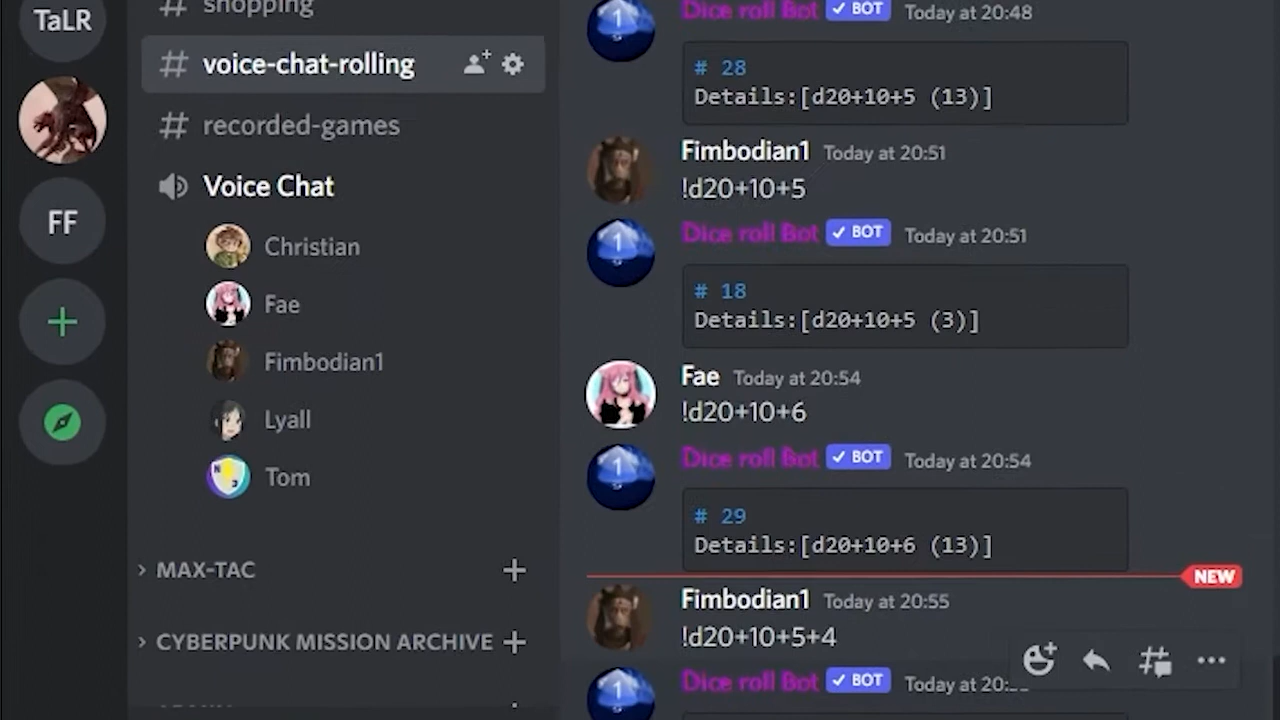 TaLR
FF
shopping
voice-chat-rolling
recorded-games
Voice Chat
Christian
Fae
Fimbodian1
Lyall
Tom
MAX-TAC
CYBERPUNK MISSION ARCHIVE
Dice roll Bot ✓ BOT Today at 20:48
# 28
Details:[d20+10+5 (13)]
Fimbodian1 Today at 20:51
!d20+10+5
Dice roll Bot ✓ BOT Today at 20:51
# 18
Details:[d20+10+5 (3)]
Fae Today at 20:54
!d20+10+6
Dice roll Bot ✓ BOT Today at 20:54
# 29
Details:[d20+10+6 (13)]
NEW
Fimbodian1 Today at 20:55
!d20+10+5+4
Dice roll Bot ✓ BOT Today at